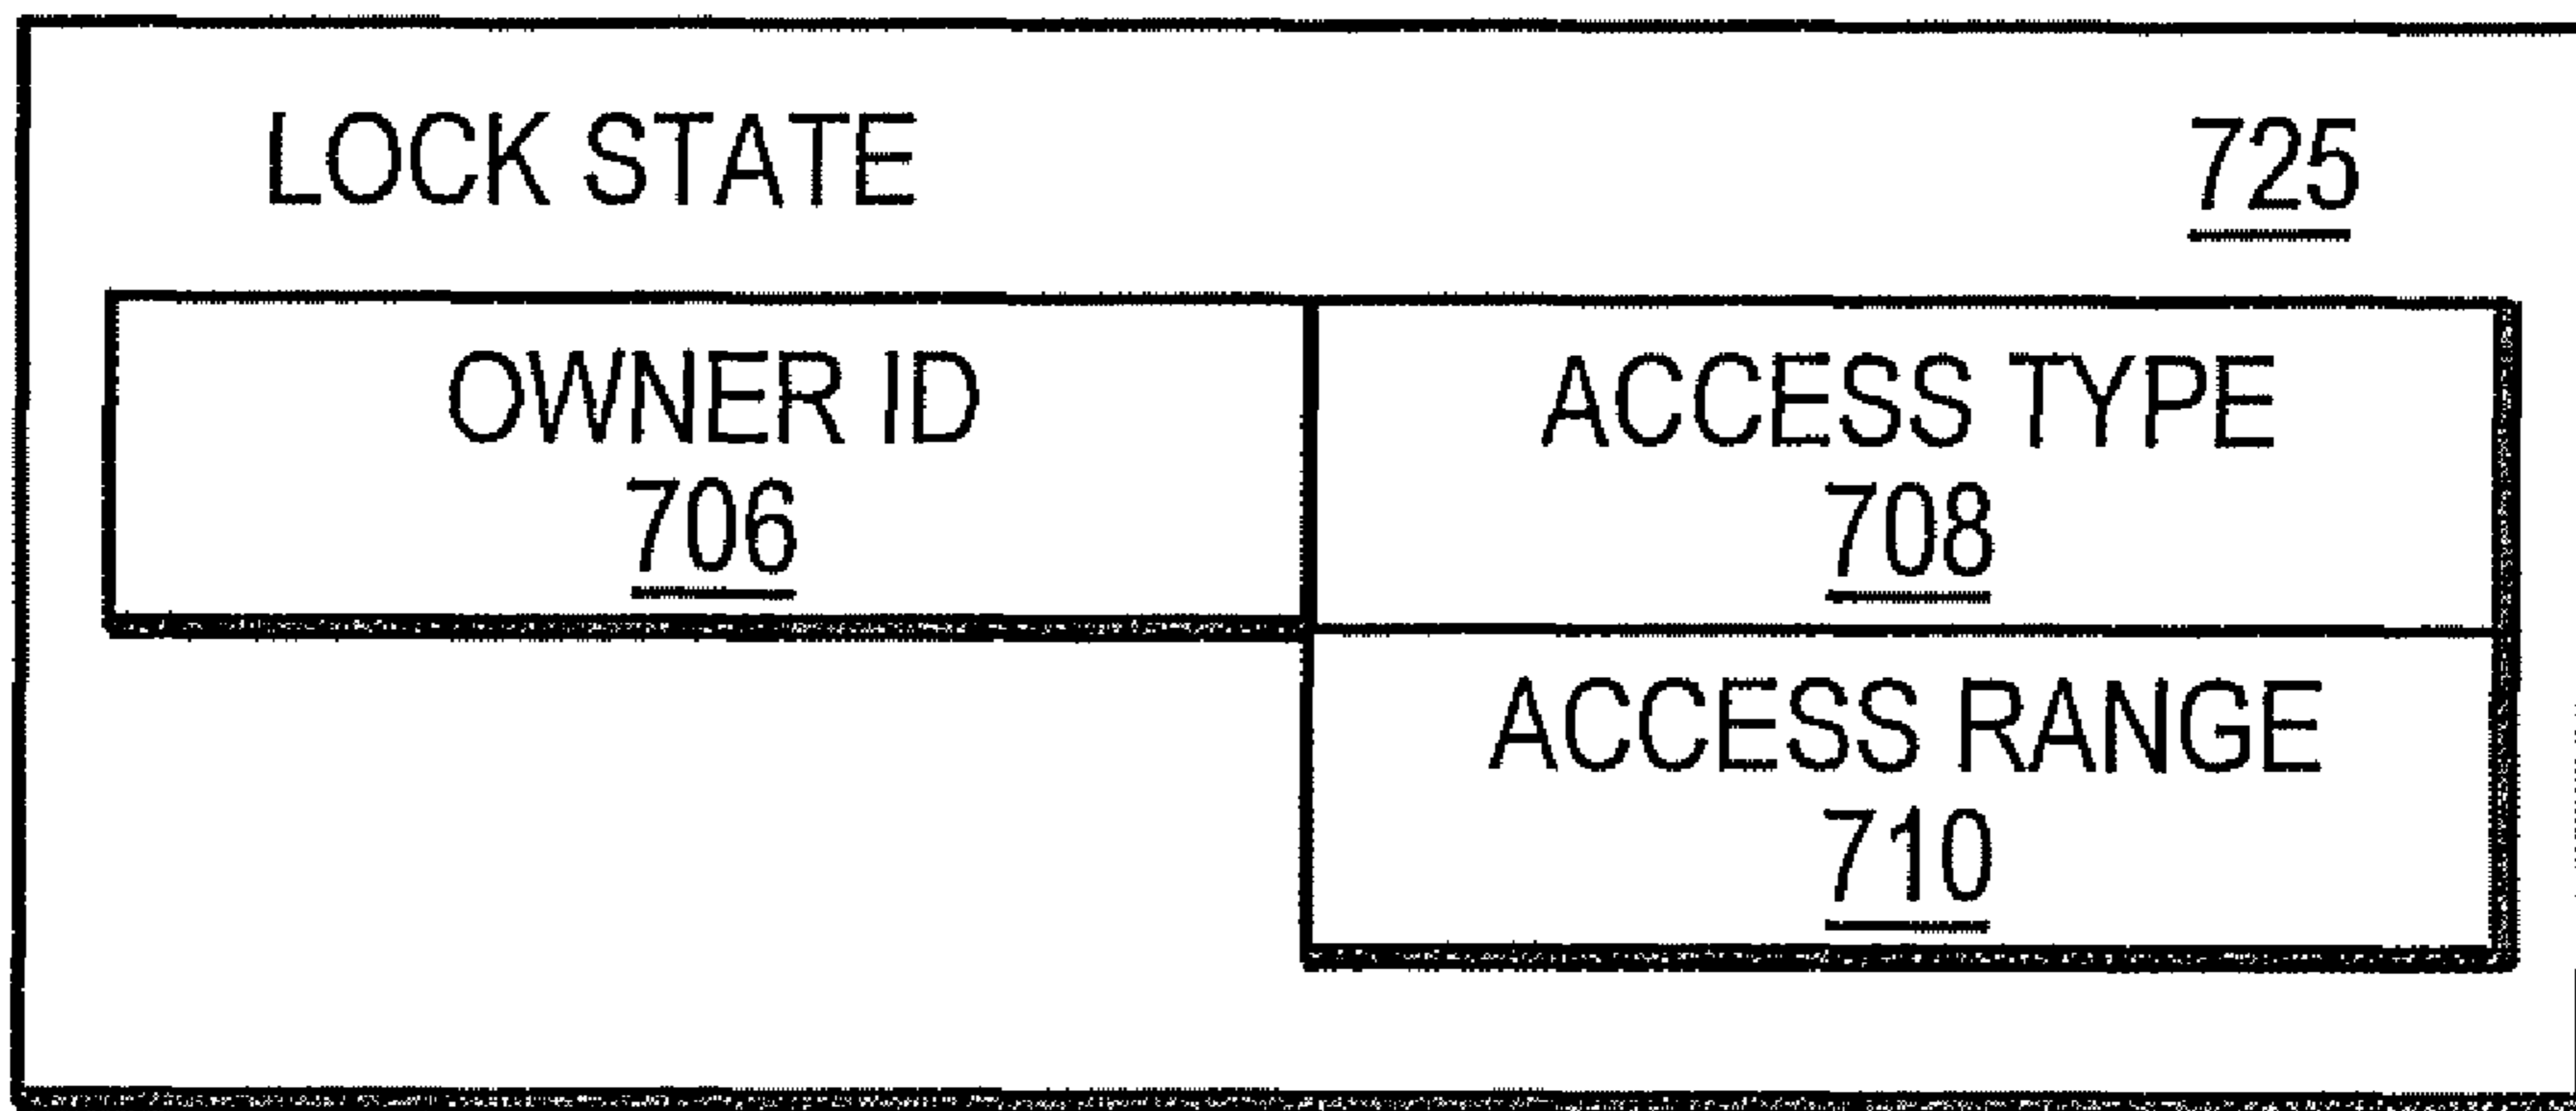 LOCK STATE 725
OWNER ID ACCESS TYPE
706 708
ACCESS RANGE
710